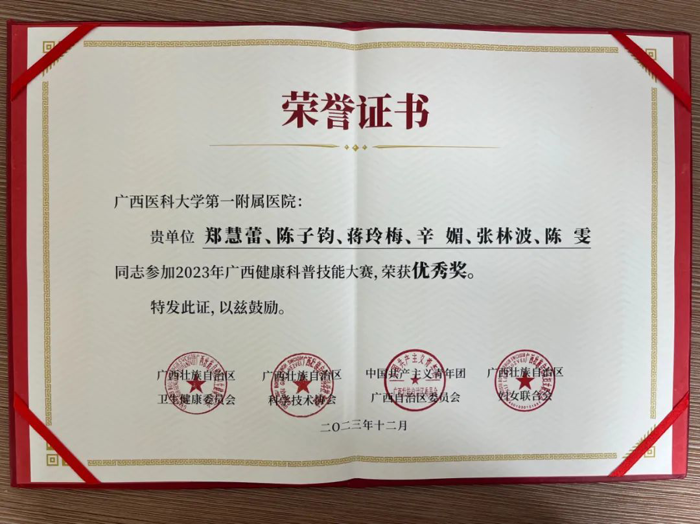 荣誉证书
广西医科大学第一附属医院：
贵单位 郑慧蕾、陈子钧、蒋玲梅、辛 媚、张林波、陈 雯
同志参加2023年广西健康科普技能大赛，荣获优秀奖。
特发此证，以兹鼓励。
广西壮族自治区 广西壮族自治区 中国共产主义青年团 广西壮族自治区
卫生健康委员会 科学技术协会 广西自治区委员会 妇女联合会
二〇二三年十二月